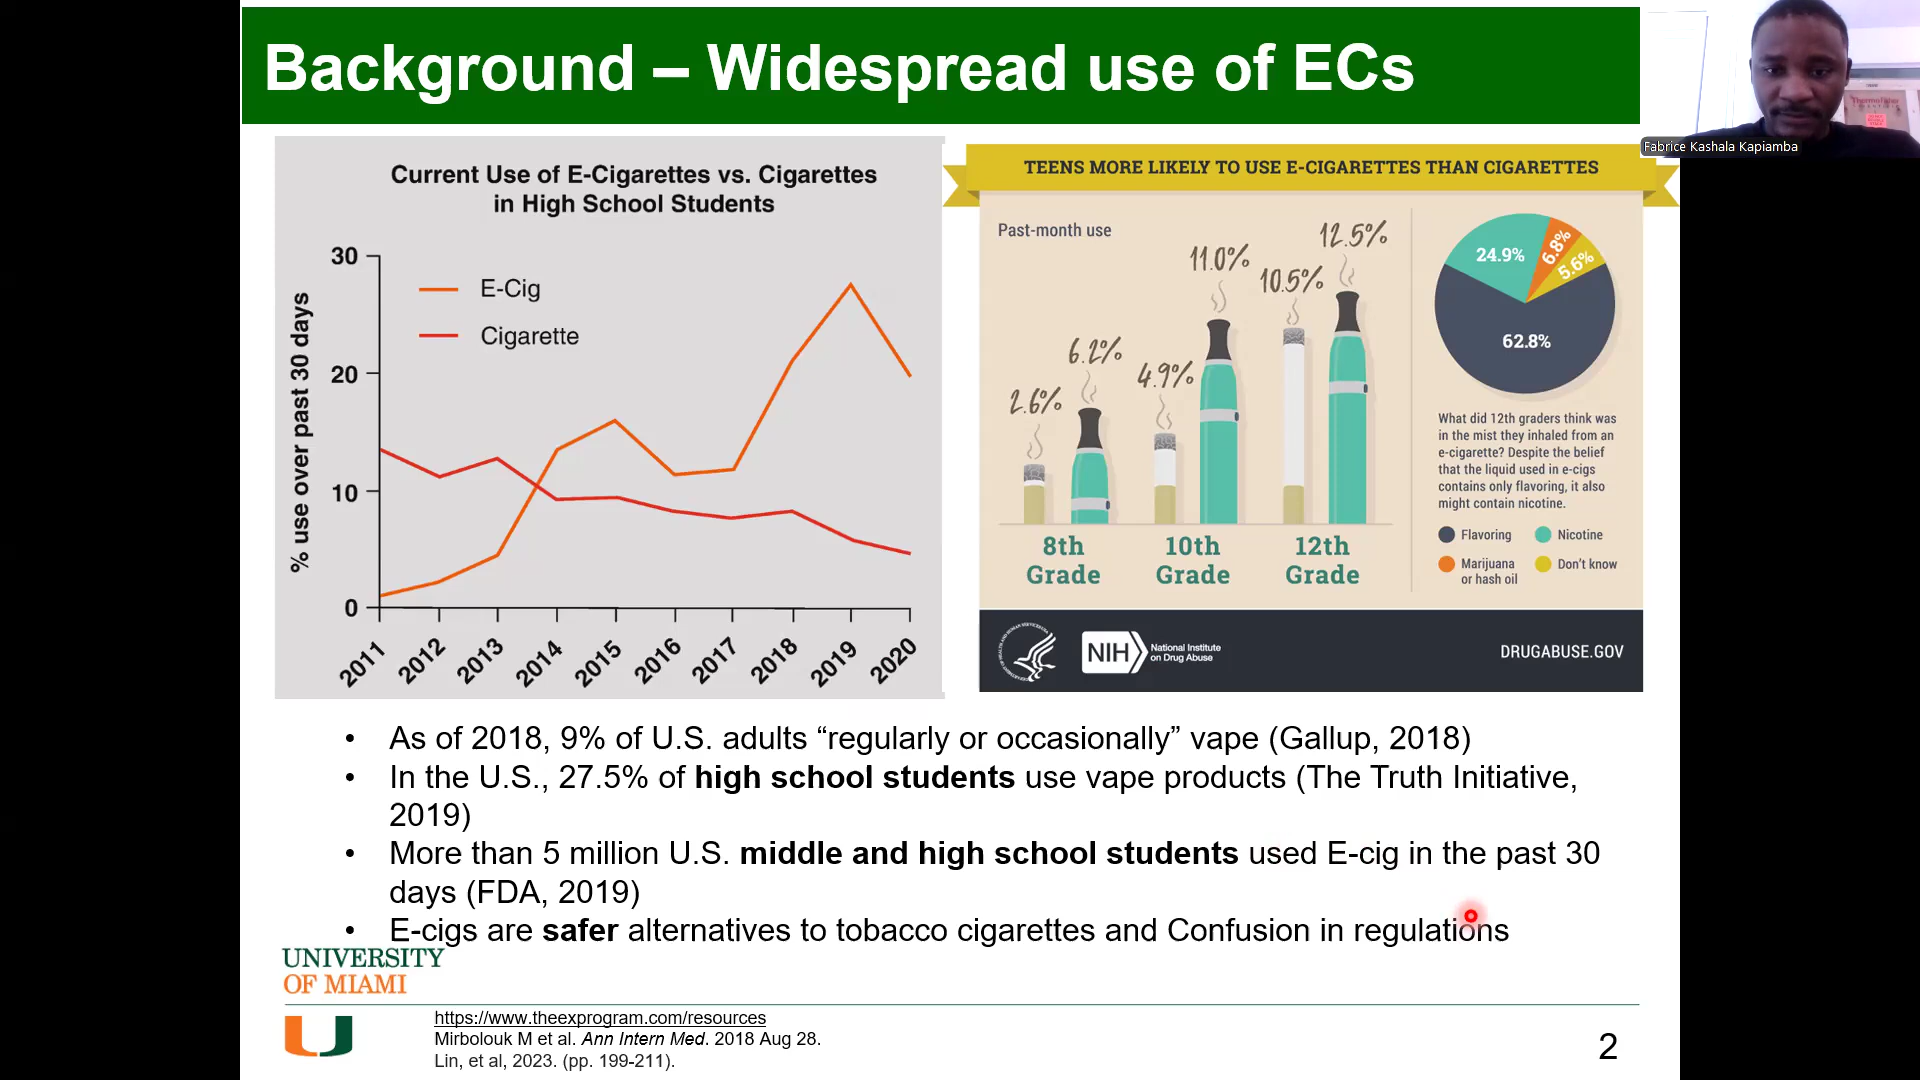 Background – Widespread use of ECs
Fabrice Kashala Kapiamba
Current Use of E-Cigarettes vs. Cigarettes
in High School Students
% use over past 30 days
30
20
10
0
E-Cig
Cigarette
2011
2012
2013
2014
2015
2016
2017
2018
2019
2020
TEENS MORE LIKELY TO USE E-CIGARETTES THAN CIGARETTES
Past-month use
2.6%
6.2%
4.9%
11.0%
10.5%
12.5%
8th
Grade
10th
Grade
12th
Grade
24.9%
6.8%
5.6%
62.8%
What did 12th graders think was
in the mist they inhaled from an
e-cigarette? Despite the belief
that the liquid used in e-cigs
contains only flavoring, it also
might contain nicotine.
Flavoring
Nicotine
Marijuana
or hash oil
Don't know
NIH
National Institute
on Drug Abuse
DRUGABUSE.GOV
• As of 2018, 9% of U.S. adults “regularly or occasionally” vape (Gallup, 2018)
• In the U.S., 27.5% of high school students use vape products (The Truth Initiative,
2019)
• More than 5 million U.S. middle and high school students used E-cig in the past 30
days (FDA, 2019)
• E-cigs are safer alternatives to tobacco cigarettes and Confusion in regulations
UNIVERSITY
OF MIAMI
https://www.theexprogram.com/resources
Mirbolouk M et al. Ann Intern Med. 2018 Aug 28.
Lin, et al, 2023. (pp. 199-211).
2